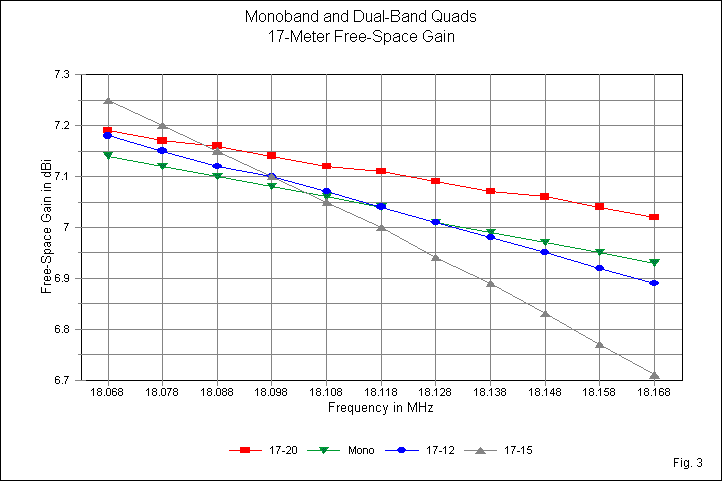 Monoband and Dual-Band Quads
17-Meter Free-Space Gain
Free-Space Gain in dBi
7.3
7.2
7.1
7
6.9
6.8
6.7
18.068 18.078 18.088 18.098 18.108 18.118 18.128 18.138 18.148 18.158 18.168
Frequency in MHz
17-20 Mono 17-12 17-15
Fig. 3